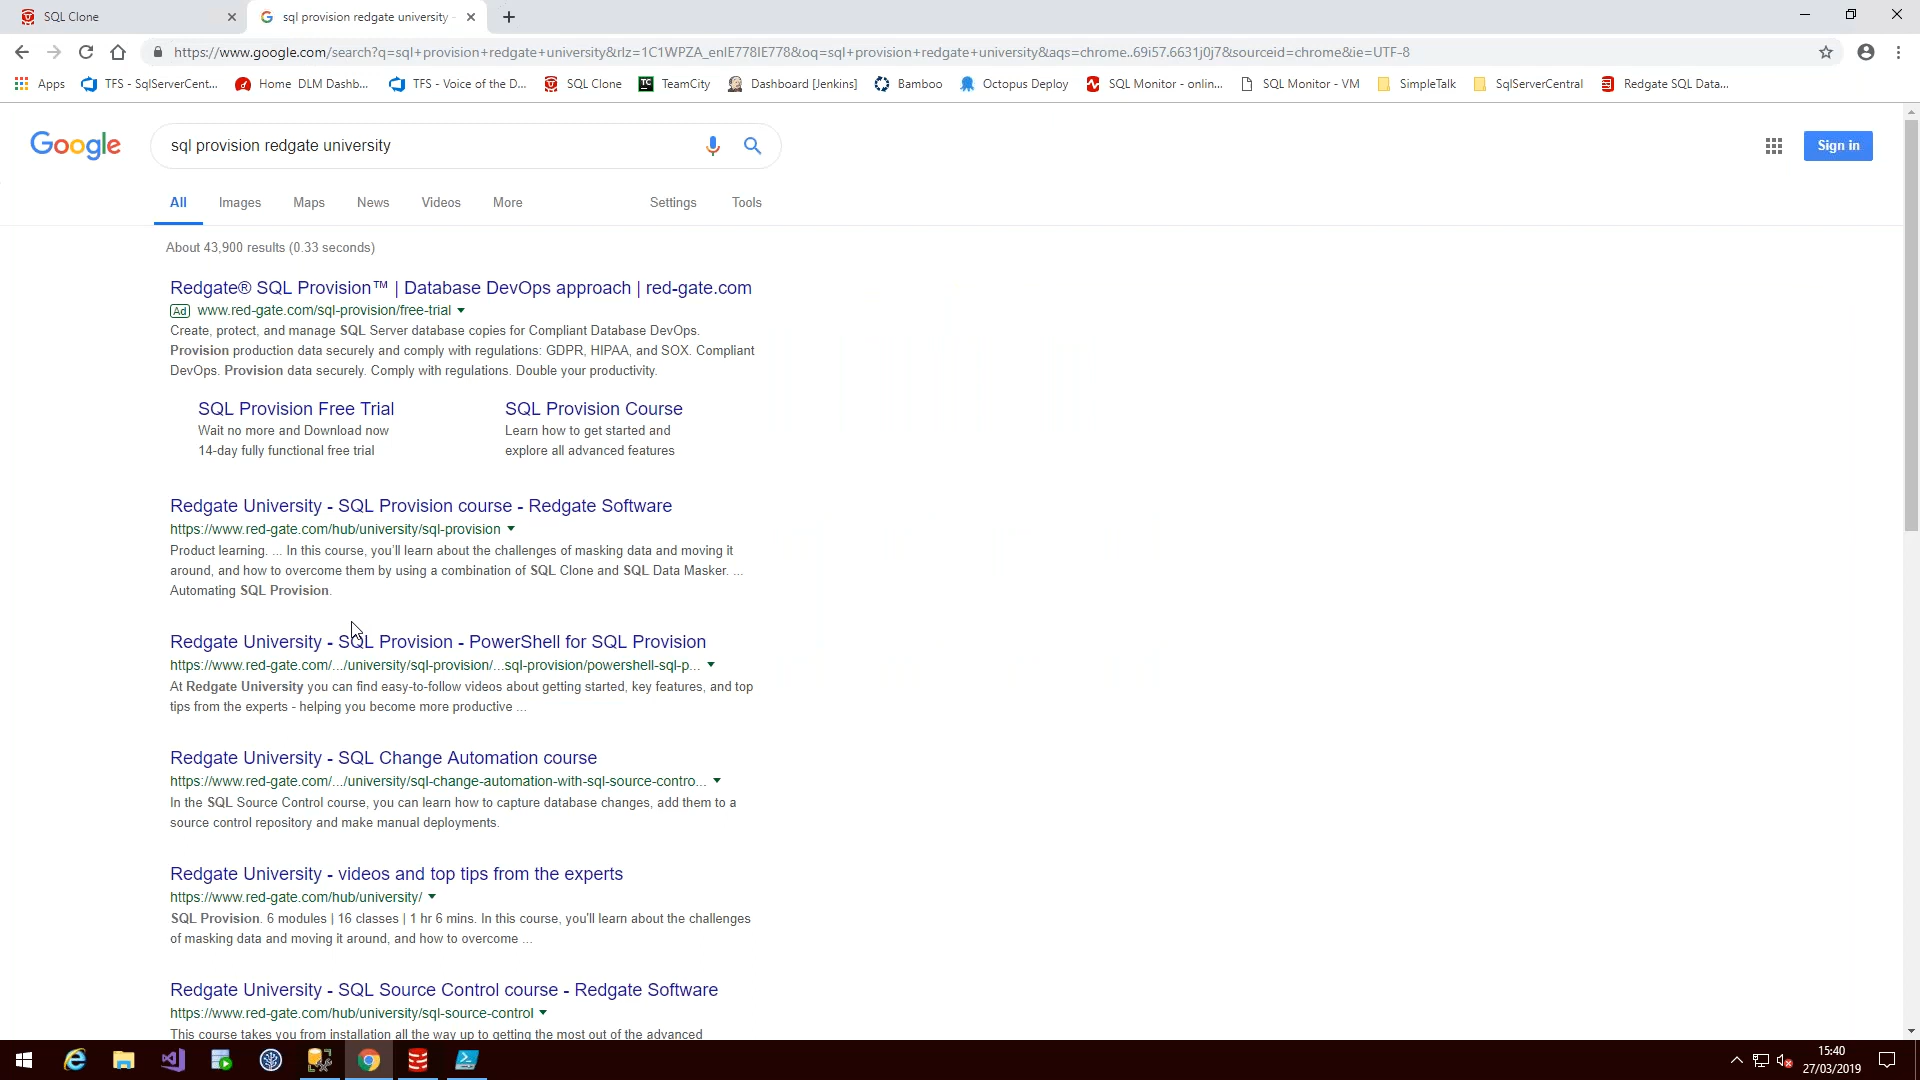 SQL Clone
sql provision redgate university
https://www.google.com/search?q=sql+provision+redgate+university&rlz=1C1WPZA_enIE778IE778&oq=sql+provision+redgate+university&aqs=chrome..69i57.6631j0j7&sourceid=chrome&ie=UTF-8
Apps TFS - SqlServerCent... Home DLM Dashb... TFS - Voice of the D... SQL Clone TeamCity Dashboard [Jenkins] Bamboo Octopus Deploy SQL Monitor - onlin... SQL Monitor - VM SimpleTalk SqlServerCentral Redgate SQL Data...
Google
sql provision redgate university
Sign in
All Images Maps News Videos More Settings Tools
About 43,900 results (0.33 seconds)
Redgate® SQL Provision™ | Database DevOps approach | red-gate.com
Ad www.red-gate.com/sql-provision/free-trial
Create, protect, and manage SQL Server database copies for Compliant Database DevOps.
Provision production data securely and comply with regulations: GDPR, HIPAA, and SOX. Compliant
DevOps. Provision data securely. Comply with regulations. Double your productivity.
SQL Provision Free Trial
Wait no more and Download now
14-day fully functional free trial
SQL Provision Course
Learn how to get started and
explore all advanced features
Redgate University - SQL Provision course - Redgate Software
https://www.red-gate.com/hub/university/sql-provision
Product learning. ... In this course, you'll learn about the challenges of masking data and moving it
around, and how to overcome them by using a combination of SQL Clone and SQL Data Masker. ...
Automating SQL Provision.
Redgate University - SQL Provision - PowerShell for SQL Provision
https://www.red-gate.com/.../university/sql-provision/...sql-provision/powershell-sql-p...
At Redgate University you can find easy-to-follow videos about getting started, key features, and top
tips from the experts - helping you become more productive ...
Redgate University - SQL Change Automation course
https://www.red-gate.com/.../university/sql-change-automation-with-sql-source-contro...
In the SQL Source Control course, you can learn how to capture database changes, add them to a
source control repository and make manual deployments.
Redgate University - videos and top tips from the experts
https://www.red-gate.com/hub/university/
SQL Provision. 6 modules | 16 classes | 1 hr 6 mins. In this course, you'll learn about the challenges
of masking data and moving it around, and how to overcome ...
Redgate University - SQL Source Control course - Redgate Software
https://www.red-gate.com/hub/university/sql-source-control
This course takes you from installation all the way up to getting the most out of the advanced
15:40
27/03/2019